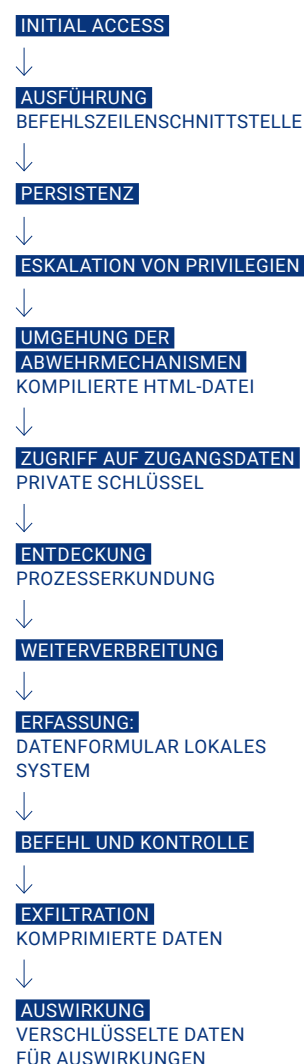 INITIAL ACCESS
AUSFÜHRUNG
BEFEHLSZEILENSCHNITTSTELLE
PERSISTENZ
ESKALATION VON PRIVILEGIEN
UMGEHUNG DER
ABWEHRMECHANISMEN
KOMPILIERTE HTML-DATEI
ZUGRIFF AUF ZUGANGSDATEN
PRIVATE SCHLÜSSEL
ENTDECKUNG
PROZESSERKUNDUNG
WEITERVERBREITUNG
ERFASSUNG:
DATENFORMULAR LOKALES
SYSTEM
BEFEHL UND KONTROLLE
EXFILTRATION
KOMPRIMIERTE DATEN
AUSWIRKUNG
VERSCHLÜSSELTE DATEN
FÜR AUSWIRKUNGEN